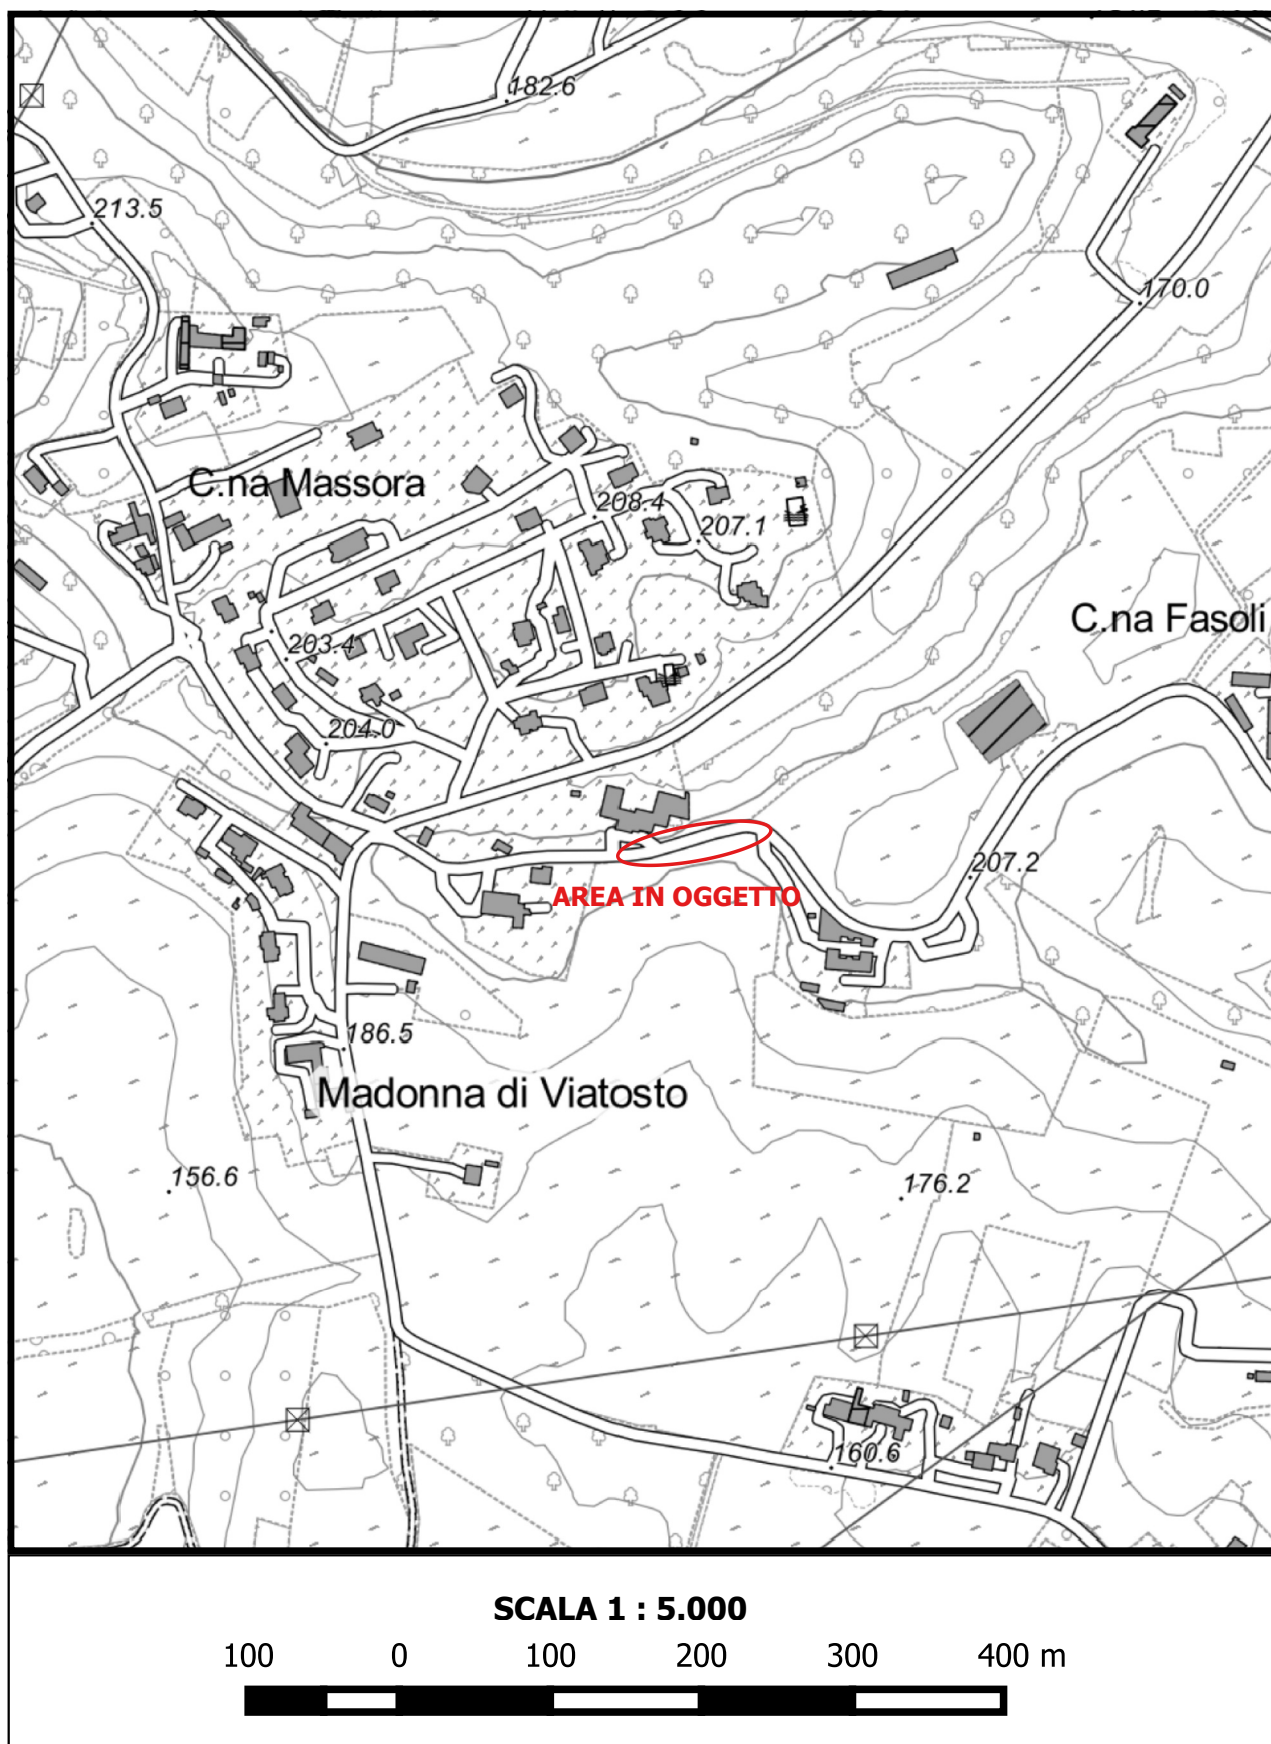 182.6
213.5
170.0
C.na Massora
208.4
207.1
C.na Fasoli
203.4
204.0
207.2
AREA IN OGGETTO
186.5
Madonna di Viatosto
156.6
176.2
160.6
SCALA 1 : 5.000
100 0 100 200 300 400 m